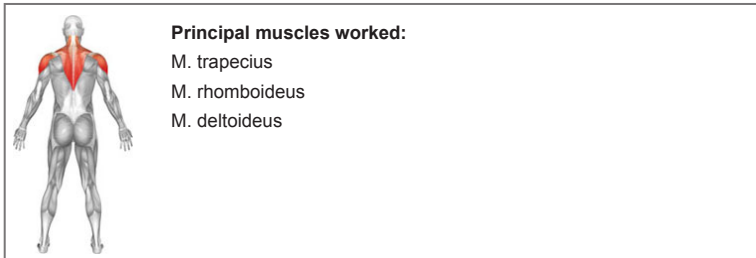 Principal muscles worked:
M. trapecius
M. rhomboideus
M. deltoideus